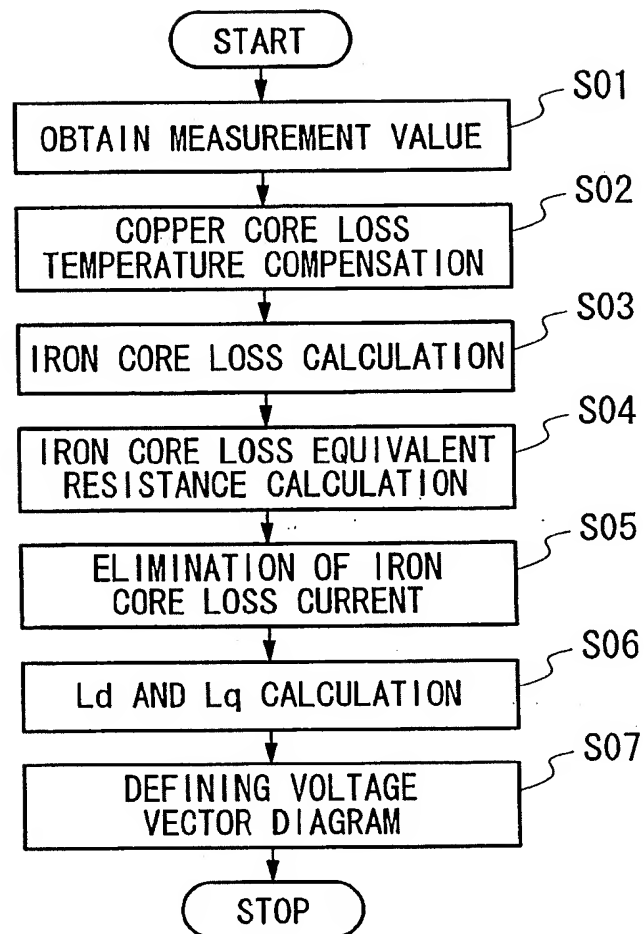 START
OBTAIN MEASUREMENT VALUE
S01
COPPER CORE LOSS
TEMPERATURE COMPENSATION
S02
IRON CORE LOSS CALCULATION
S03
IRON CORE LOSS EQUIVALENT
RESISTANCE CALCULATION
S04
ELIMINATION OF IRON
CORE LOSS CURRENT
S05
Ld AND Lq CALCULATION
S06
DEFINING VOLTAGE
VECTOR DIAGRAM
S07
STOP